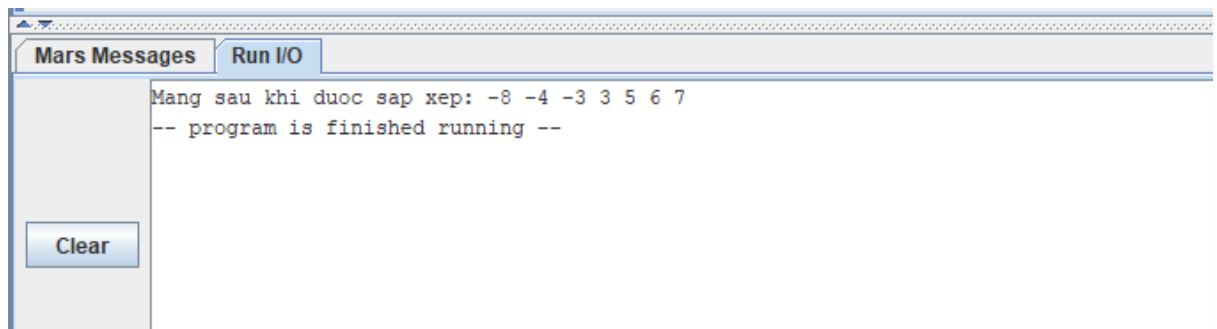 Mars Messages Run I/O
Mang sau khi duoc sap xep: -8 -4 -3 3 5 6 7
-- program is finished running --
Clear